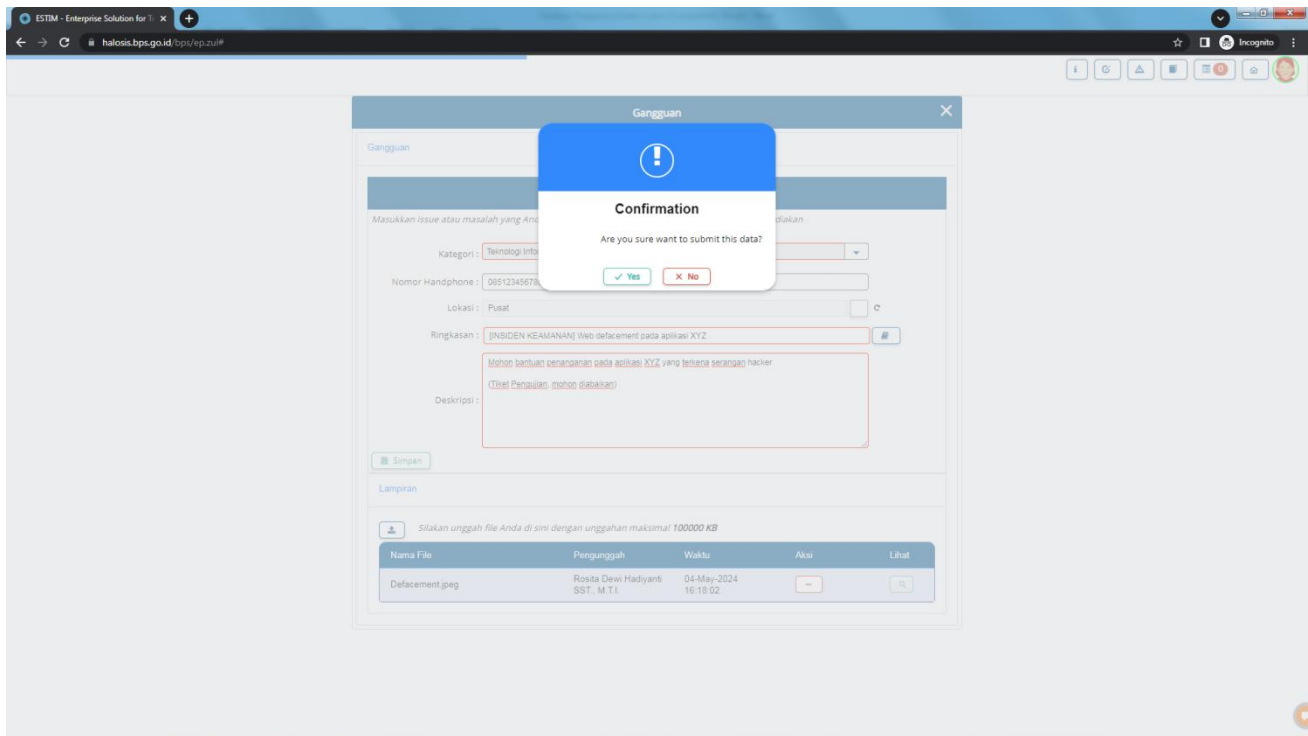 ESTIM - Enterprise Solution for
halosis.bps.go.id/bps/ep.zul#
Incognito
0
Gangguan
Gangguan
Confirmation
Are you sure want to submit this data?
Yes
No
Masukkan issue atau masalah yang
diakan
Kategori :
Teknologi
Nomor Handphone :
Lokasi :
Pusat
Ringkasan :
[INSIDEN KEAMANAN] Web defacement pada aplikasi XYZ
Deskripsi :
Mohon bantuan penanganan pada aplikasi XYZ yang terkena serangan hacker
(Tiket Pengujian, mohon diabaikan)
Simpan
Lampiran
Silakan unggah file Anda di sini dengan unggahan maksimal 100000 KB
Nama File Pengunggah Waktu Aksi Lihat
Defacement.jpeg Rosita Dewi Hadiyanti 04-May-2024
SST., M.T.I. 16:18:02